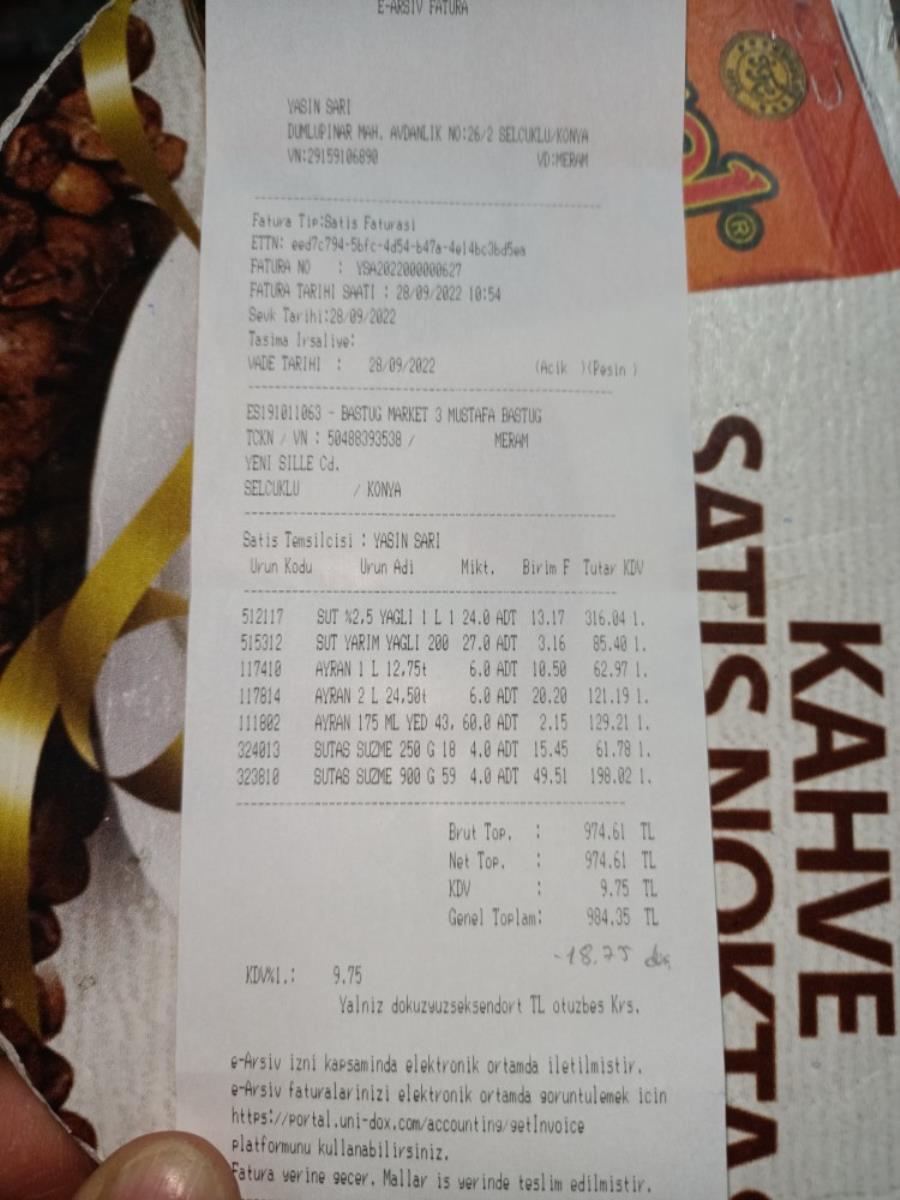 E-ARSIV FATURA
YASIN SARI
DUMLUPINAR MAH. AVDANLIK NO:26/2 SELCUKLU/KONYA
VN:29159106890 VD:MERAM
Fatura Tip:Satis Faturasi
ETTN: eed7c794-5bfc-4d54-b47a-4e14bc3bd5ea
FATURA NO : YSA2022000000627
FATURA TARIHI SAATI : 28/09/2022 10:54
Sevk Tarihi:28/09/2022
Tasima Irsaliye:
VADE TARIHI : 28/09/2022 (Acik )(Pesin )
ES191011063 - BASTUG MARKET 3 MUSTAFA BASTUG
TCKN / VN : 50488393538 / MERAM
YENI SILLE Cd.
SELCUKLU / KONYA
Satis Temsilcisi : YASIN SARI
Urun Kodu Urun Adi Mikt. Birim F Tutar KDV
512117 SUT %2,5 YAGLI 1 L 1 24.0 ADT 13.17 316.04 1.
515312 SUT YARIM YAGLI 200 27.0 ADT 3.16 85.40 1.
117410 AYRAN 1 L 12,75t 6.0 ADT 10.50 62.97 1.
117814 AYRAN 2 L 24,50t 6.0 ADT 20.20 121.19 1.
111802 AYRAN 175 ML YED 43, 60.0 ADT 2.15 129.21 1.
324013 SUTAS SUZME 250 G 18 4.0 ADT 15.45 61.78 1.
323810 SUTAS SUZME 900 G 59 4.0 ADT 49.51 198.02 1.
Brut Top. : 974.61 TL
Net Top. : 974.61 TL
KDV : 9.75 TL
Genel Toplam: 984.35 TL
-18.75
KDV%1.: 9.75
Yalniz dokuzyuzseksendort TL otuzbes Krs.
e-Arsiv izni kapsaminda elektronik ortamda iletilmistir.
e-Arsiv faturalarinizi elektronik ortamda goruntulemek icin
https://portal.uni-dox.com/accounting/getInvoice
platformunu kullanabilirsiniz.
Fatura yerine gecer. Mallar is yerinde teslim edilmistir.
KAHVE
SATIS NOKTA